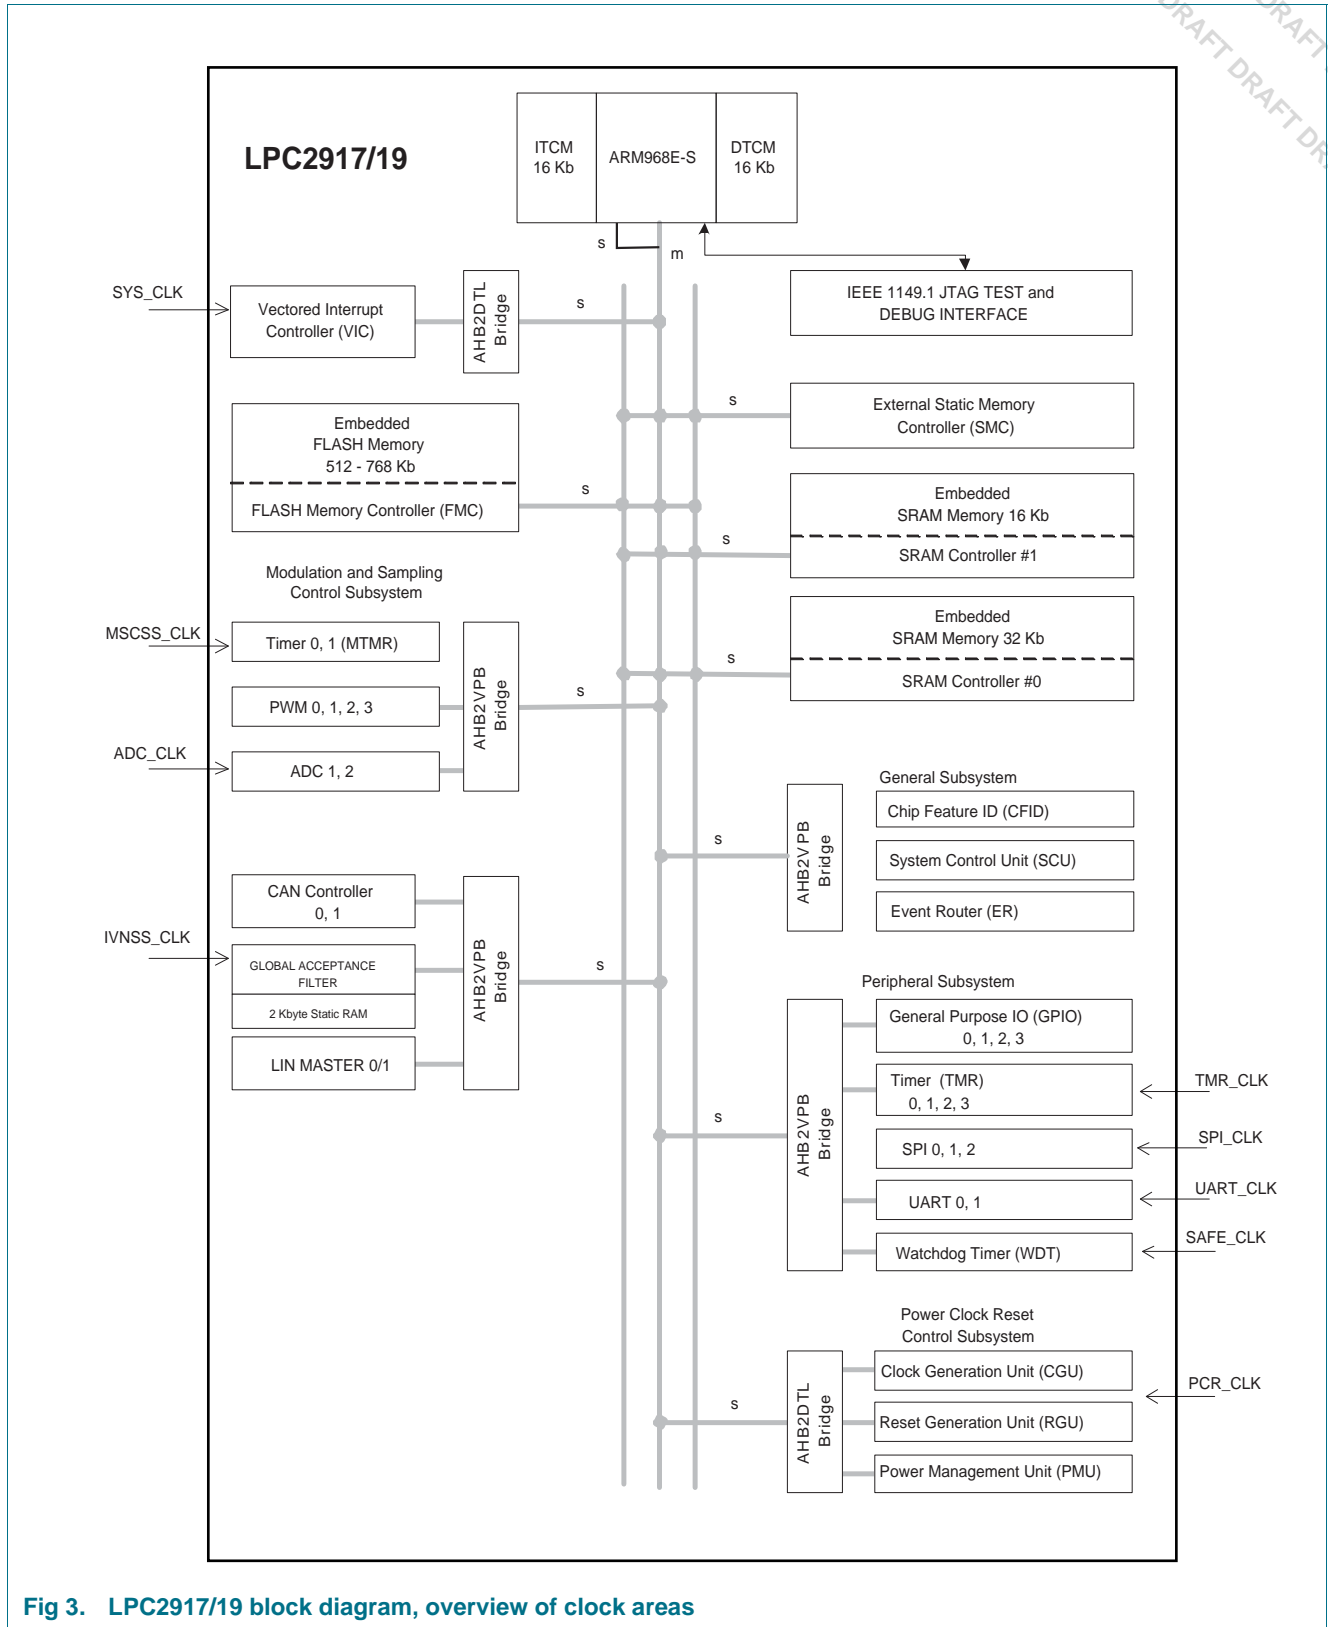 DRAFT
DRAFT DRAFT
LPC2917/19
ITCM
16 Kb
ARM968E-S
DTCM
16 Kb
s
m
SYS_CLK
Vectored Interrupt
Controller (VIC)
AHB2DTL
Bridge
s
IEEE 1149.1 JTAG TEST and
DEBUG INTERFACE
Embedded
FLASH Memory
512 - 768 Kb
FLASH Memory Controller (FMC)
s
s
External Static Memory
Controller (SMC)
Embedded
SRAM Memory 16 Kb
SRAM Controller #1
s
Modulation and Sampling
Control Subsystem
MSCSS_CLK
Timer 0, 1 (MTMR)
PWM 0, 1, 2, 3
ADC_CLK
ADC 1, 2
AHB2VPB
Bridge
s
Embedded
SRAM Memory 32 Kb
SRAM Controller #0
s
General Subsystem
Chip Feature ID (CFID)
System Control Unit (SCU)
Event Router (ER)
AHB2VPB
Bridge
s
CAN Controller
0, 1
IVNSS_CLK
GLOBAL ACCEPTANCE
FILTER
2 Kbyte Static RAM
LIN MASTER 0/1
AHB2VPB
Bridge
s
Peripheral Subsystem
General Purpose IO (GPIO)
0, 1, 2, 3
Timer (TMR)
0, 1, 2, 3
TMR_CLK
SPI 0, 1, 2
SPI_CLK
UART 0, 1
UART_CLK
Watchdog Timer (WDT)
SAFE_CLK
AHB2VPB
Bridge
s
Power Clock Reset
Control Subsystem
Clock Generation Unit (CGU)
PCR_CLK
Reset Generation Unit (RGU)
Power Management Unit (PMU)
AHB2DTL
Bridge
s
Fig 3. LPC2917/19 block diagram, overview of clock areas